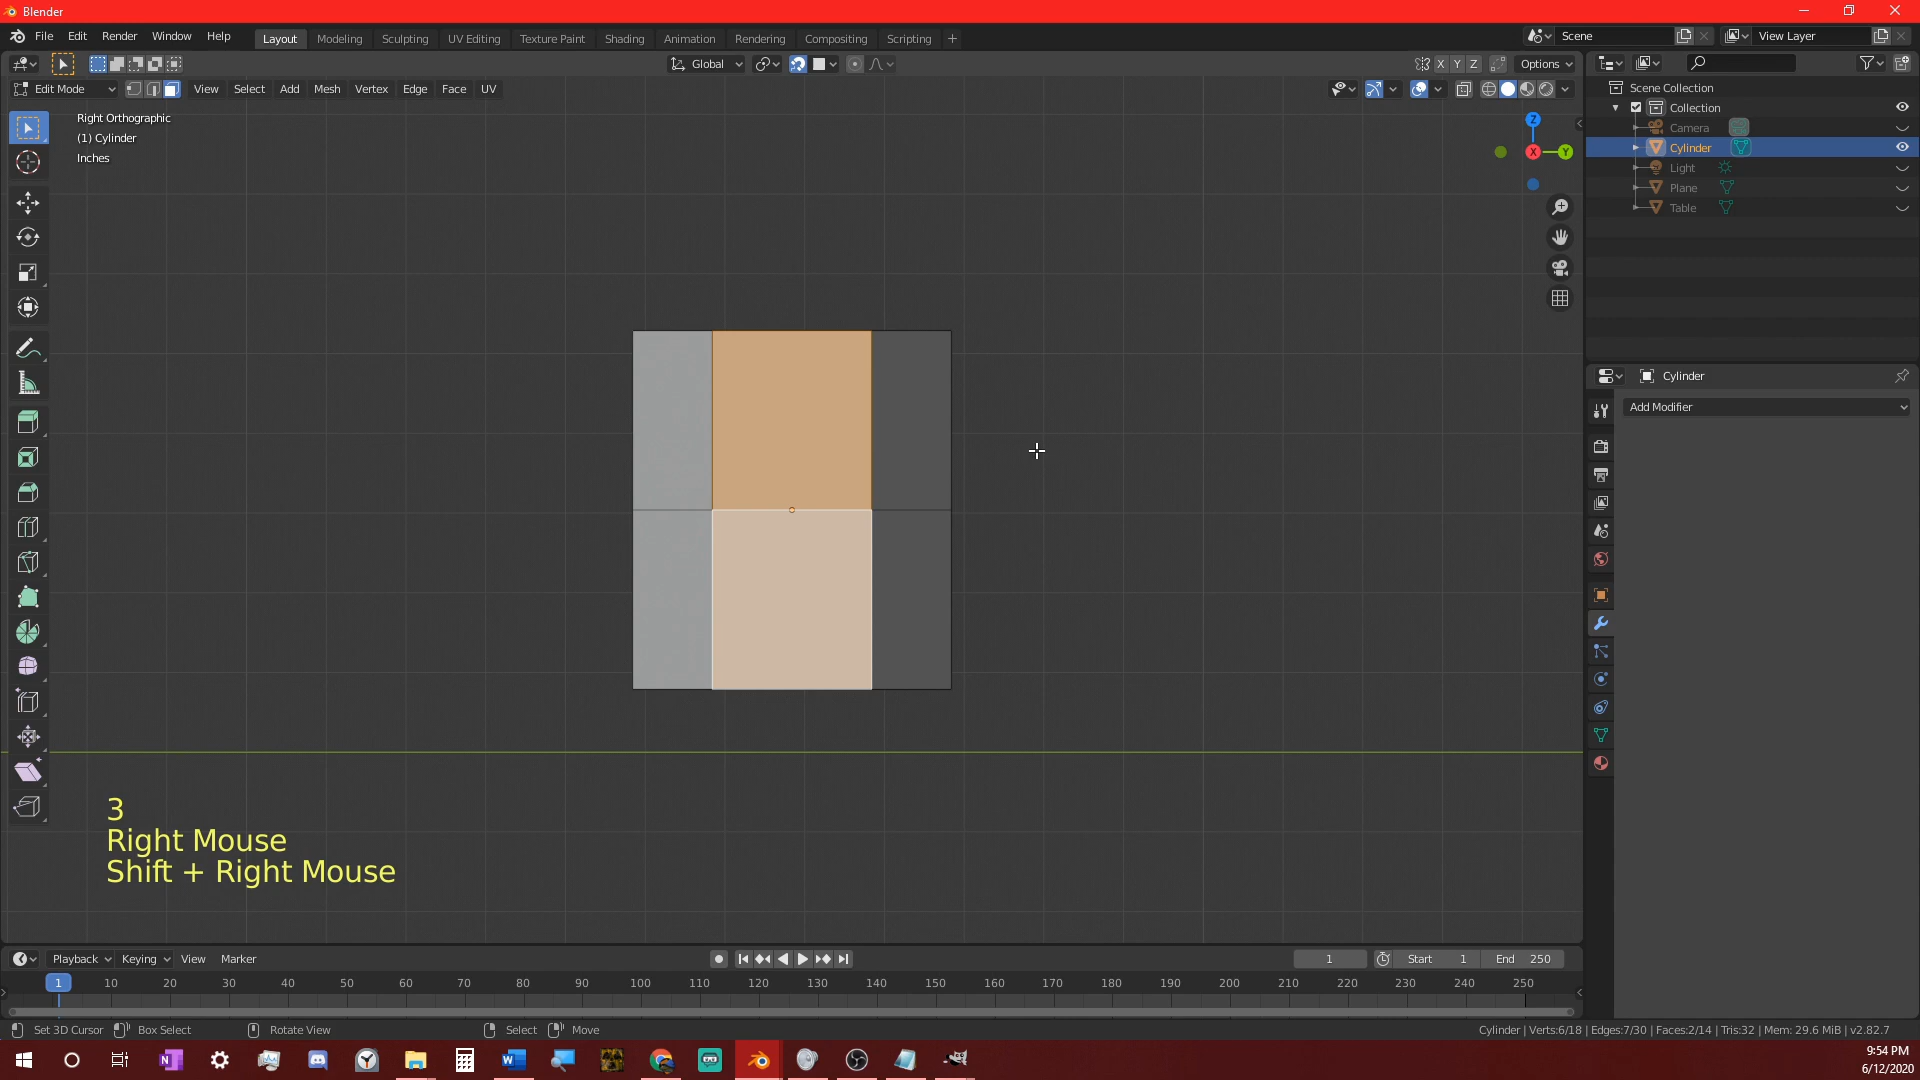 Blender
File Edit Render Window Help
Layout Modeling Sculpting UV Editing Texture Paint Shading Animation Rendering Compositing Scripting
Scene
View Layer
Global
X Y Z Options
Edit Mode View Select Add Mesh Vertex Edge Face UV
Right Orthographic
(1) Cylinder
Inches
Z
X
Y
Scene Collection
Collection
Camera
Cylinder
Light
Plane
Table
Cylinder
Add Modifier
3
Right Mouse
Shift + Right Mouse
Playback Keying View Marker
1
Start 1
End 250
1 10 20 30 40 50 60 70 80 90 100 110 120 130 140 150 160 170 180 190 200 210 220 230 240 250
Set 3D Cursor Box Select Rotate View Select Move
Cylinder | Verts:6/18 | Edges:7/30 | Faces:2/14 | Tris:32 | Mem: 29.6 MiB | v2.82.7
9:54 PM
6/12/2020